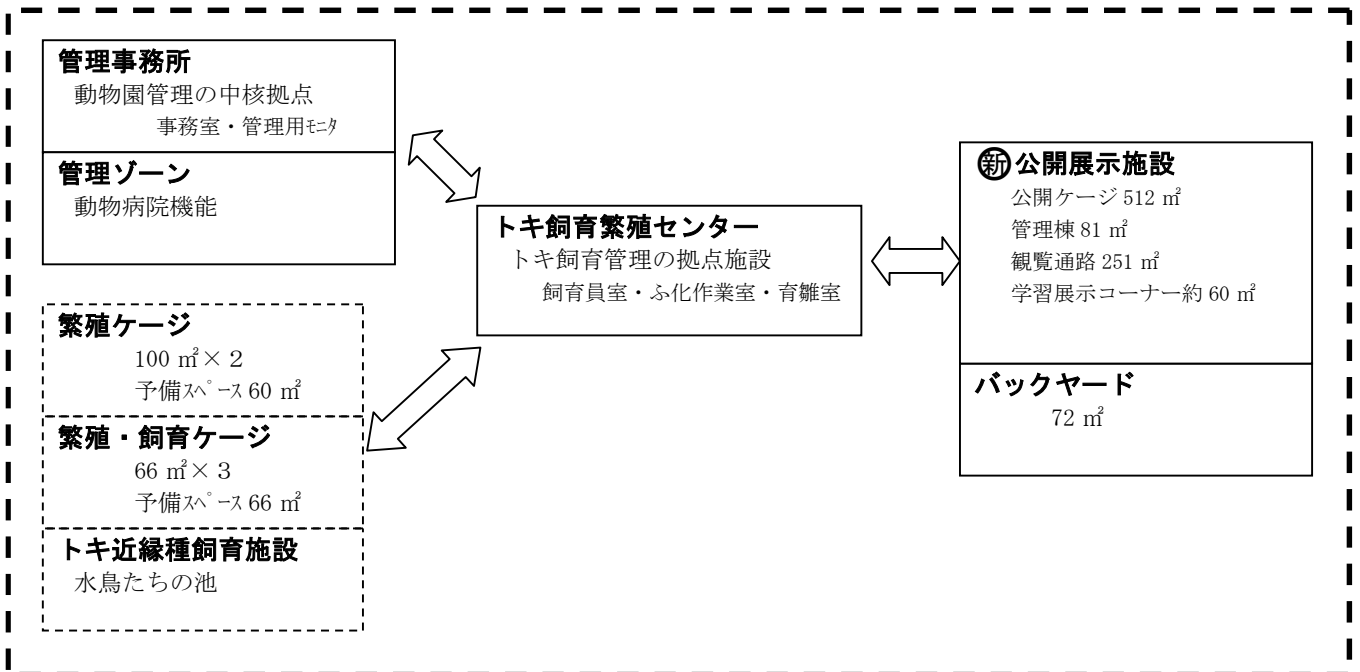 管理事務所
動物園管理の中核拠点
事務室・管理用ﾓﾆﾀ
管理ゾーン
動物病院機能
繁殖ケージ
100 ㎡×2
予備ｽﾍﾟｰｽ 60 ㎡
繁殖・飼育ケージ
66 ㎡×3
予備ｽﾍﾟｰｽ 66 ㎡
トキ近縁種飼育施設
水鳥たちの池
トキ飼育繁殖センター
トキ飼育管理の拠点施設
飼育員室・ふ化作業室・育雛室
㊟新公開展示施設
公開ケージ 512 ㎡
管理棟 81 ㎡
観覧通路 251 ㎡
学習展示コーナー約 60 ㎡
バックヤード
72 ㎡